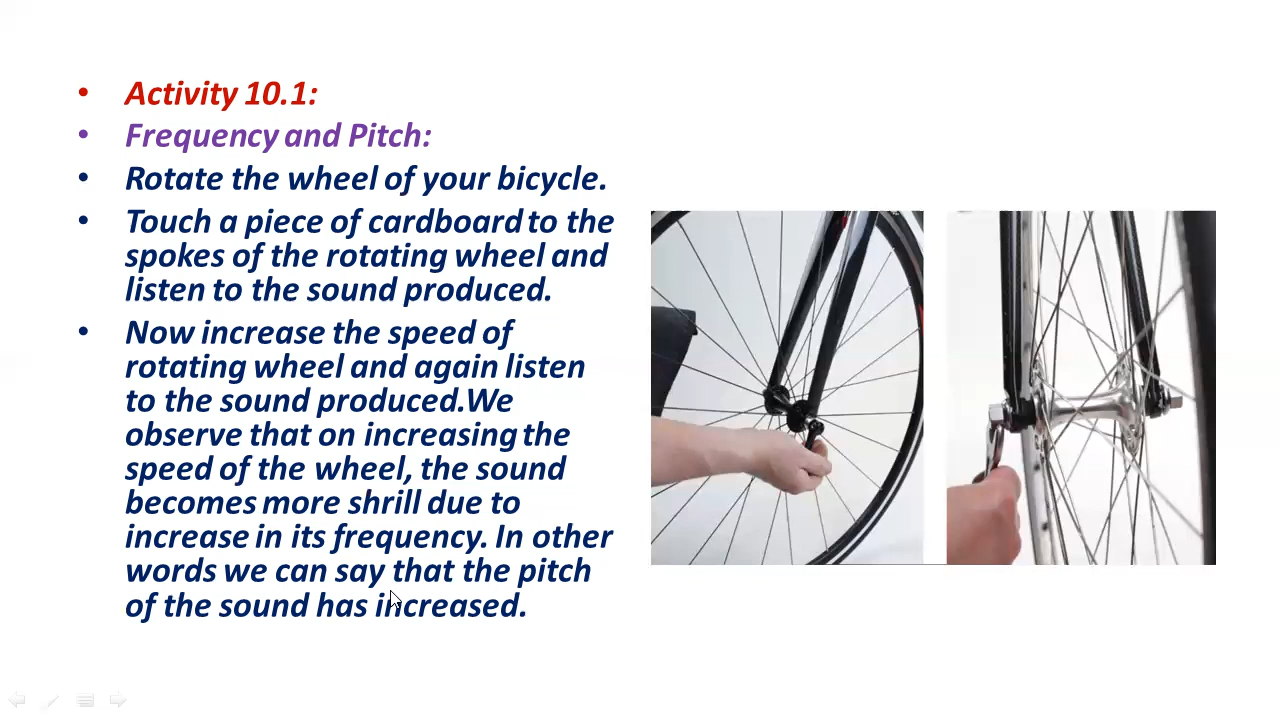 • Activity 10.1:
• Frequency and Pitch:
• Rotate the wheel of your bicycle.
• Touch a piece of cardboard to the
spokes of the rotating wheel and
listen to the sound produced.
• Now increase the speed of
rotating wheel and again listen
to the sound produced.We
observe that on increasing the
speed of the wheel, the sound
becomes more shrill due to
increase in its frequency. In other
words we can say that the pitch
of the sound has increased.